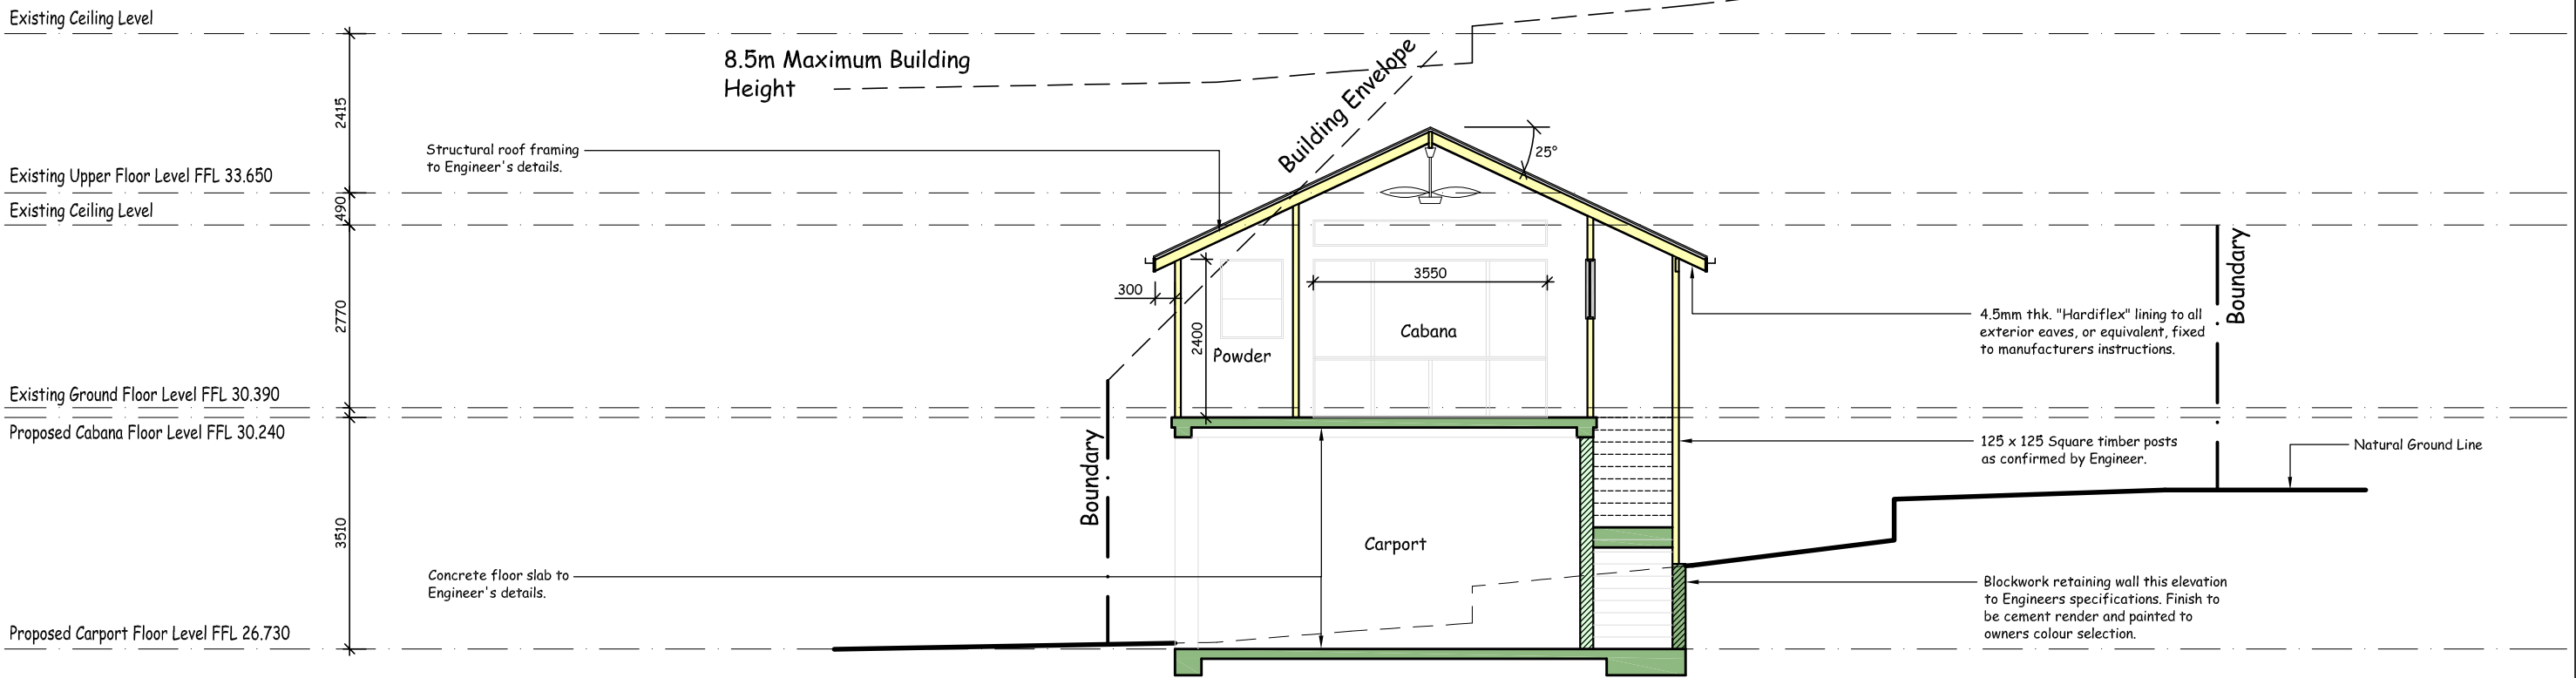 Existing Ceiling Level
8.5m Maximum Building
Height
Building Envelope
2415
Structural roof framing
to Engineer's details.
25°
Existing Upper Floor Level FFL 33.650
490
Existing Ceiling Level
Boundary
300
3550
2770
2400
Powder
Cabana
4.5mm thk. "Hardiflex" lining to all
exterior eaves, or equivalent, fixed
to manufacturers instructions.
Existing Ground Floor Level FFL 30.390
Proposed Cabana Floor Level FFL 30.240
Boundary
125 x 125 Square timber posts
as confirmed by Engineer.
Natural Ground Line
3510
Carport
Concrete floor slab to
Engineer's details.
Blockwork retaining wall this elevation
to Engineers specifications. Finish to
be cement render and painted to
owners colour selection.
Proposed Carport Floor Level FFL 26.730